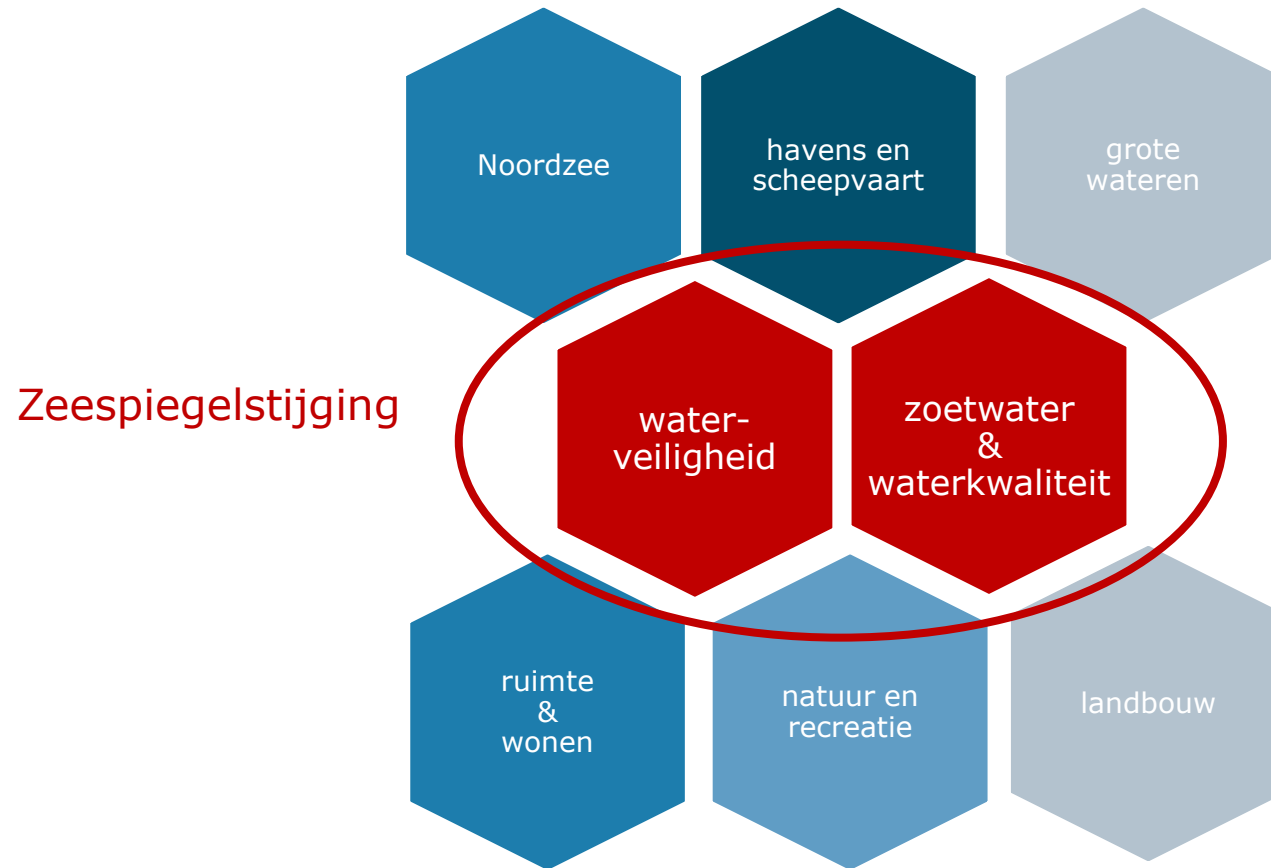 Noordzee
havens en
scheepvaart
grote
wateren
Zeespiegelstijging
water-
veiligheid
zoetwater
&
waterkwaliteit
ruimte
&
wonen
natuur en
recreatie
landbouw